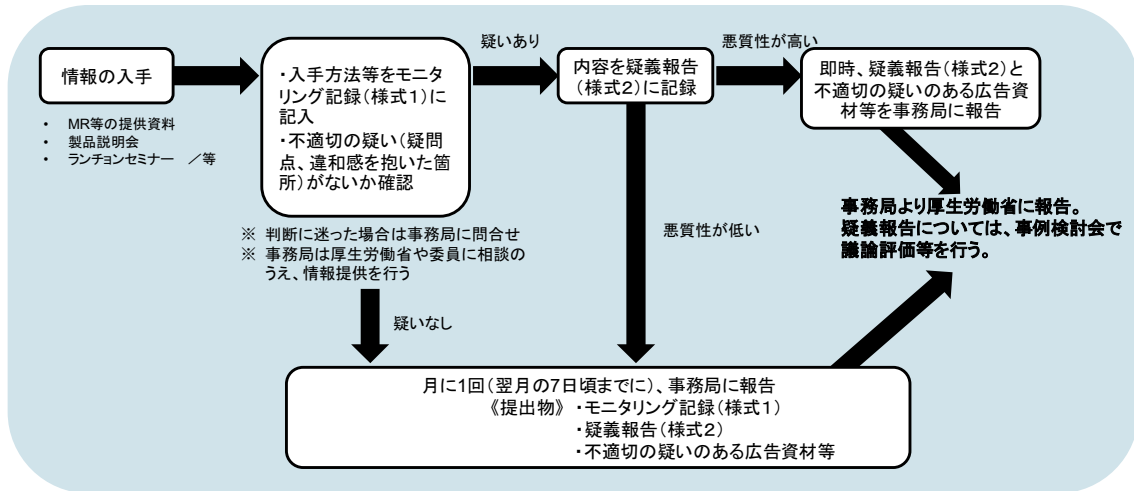 情報の入手
・ MR等の提供資料
・ 製品説明会
・ ランチョンセミナー ／等
・入手方法等をモニタ
リング記録(様式1)に
記入
・不適切の疑い(疑問
点、違和感を抱いた箇
所)がないか確認
※ 判断に迷った場合は事務局に問合せ
※ 事務局は厚生労働省や委員に相談の
うえ、情報提供を行う
疑いあり
内容を疑義報告
(様式2)に記録
悪質性が高い
即時、疑義報告(様式2)と
不適切の疑いのある広告資
材等を事務局に報告
事務局より厚生労働省に報告。
疑義報告については、事例検討会で
議論評価等を行う。
悪質性が低い
疑いなし
月に1回(翌月の7日頃までに)、事務局に報告
《提出物》 ・モニタリング記録(様式1)
・疑義報告(様式2)
・不適切の疑いのある広告資材等